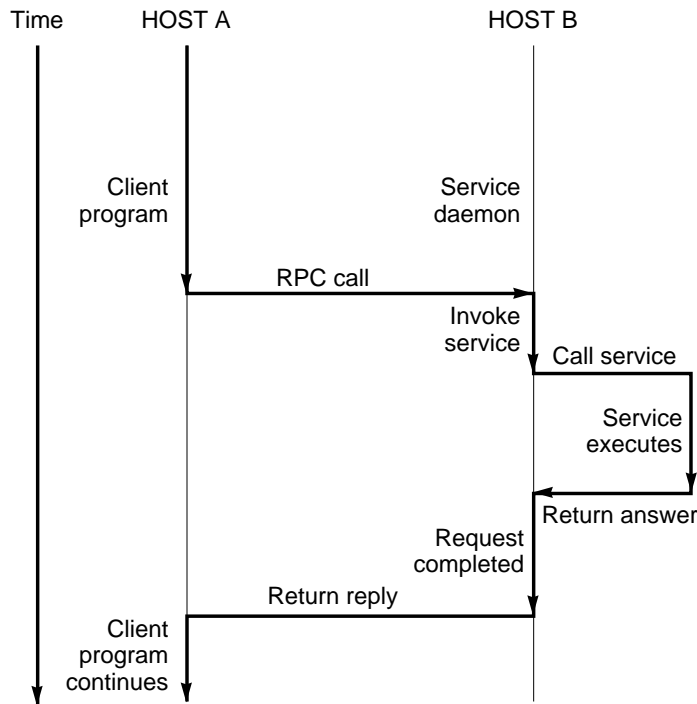 Time
HOST A
HOST B
Client
program
Service
daemon
RPC call
Invoke
service
Call service
Service
executes
Return answer
Request
completed
Return reply
Client
program
continues